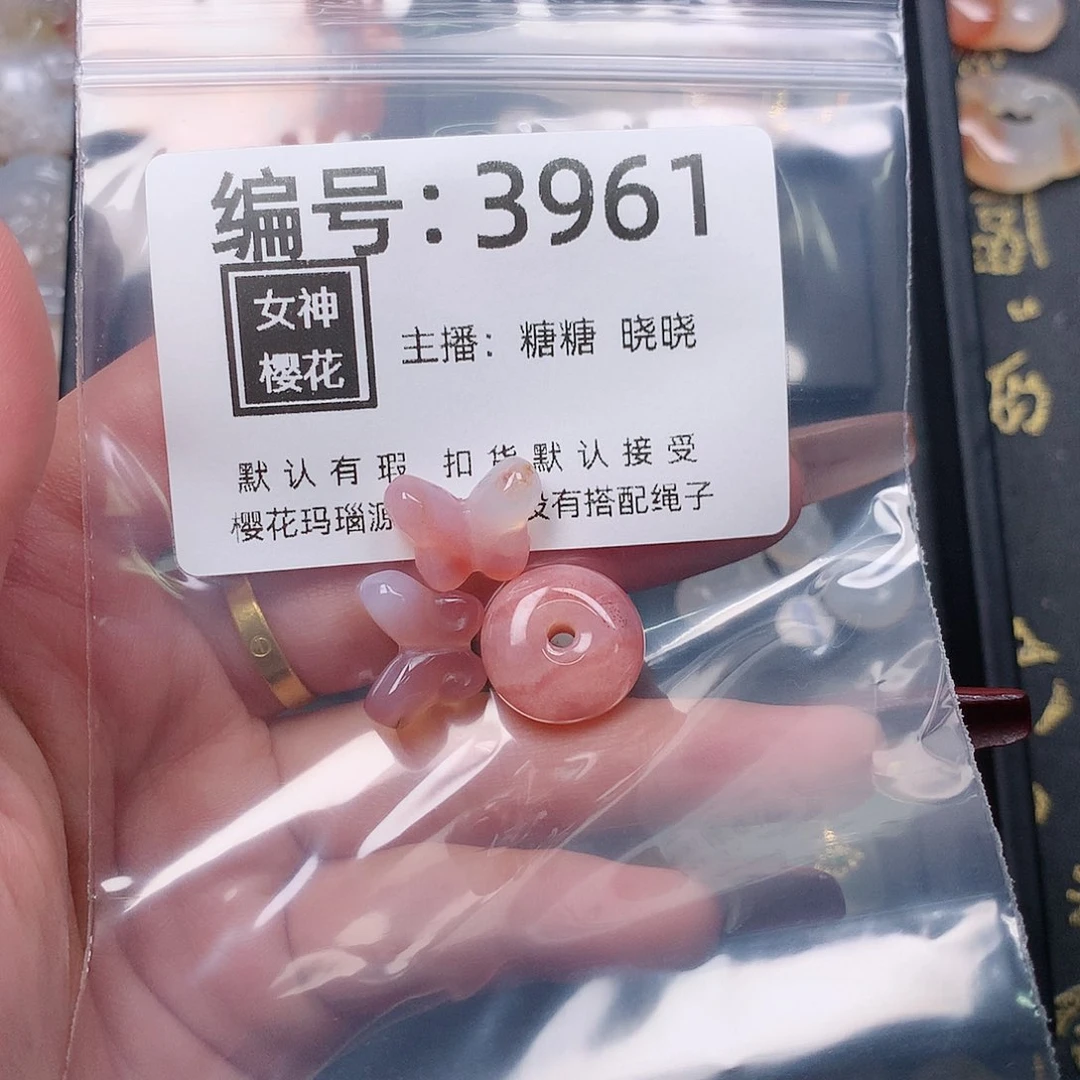 编号:3961
女神
樱花
主播: 糖糖 晓晓
默认有瑕 扣货默认接受
樱花玛瑙源 没有搭配绳子